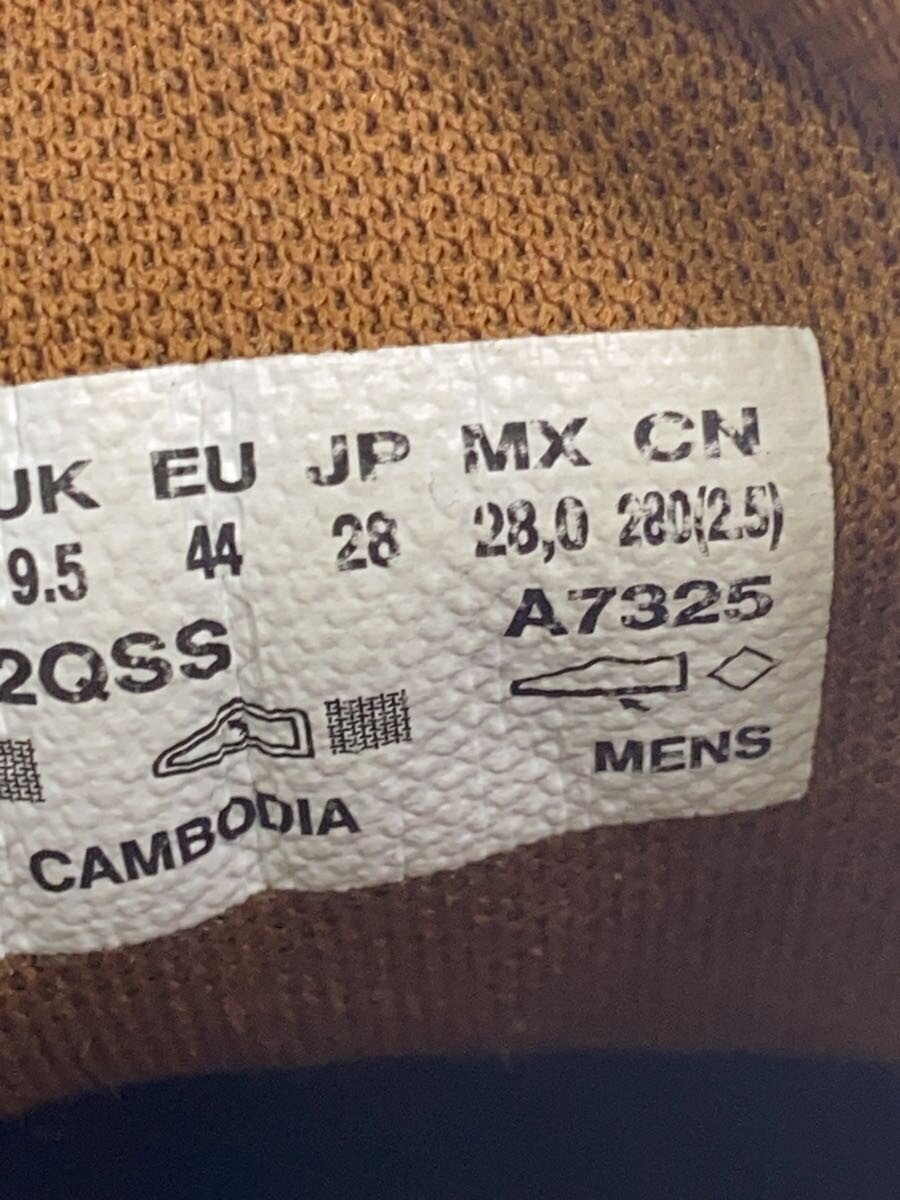 UK EU JP MX CN
9.5 44 28 28,0 280(2.5)
2QSS A7325
MENS
CAMBODIA